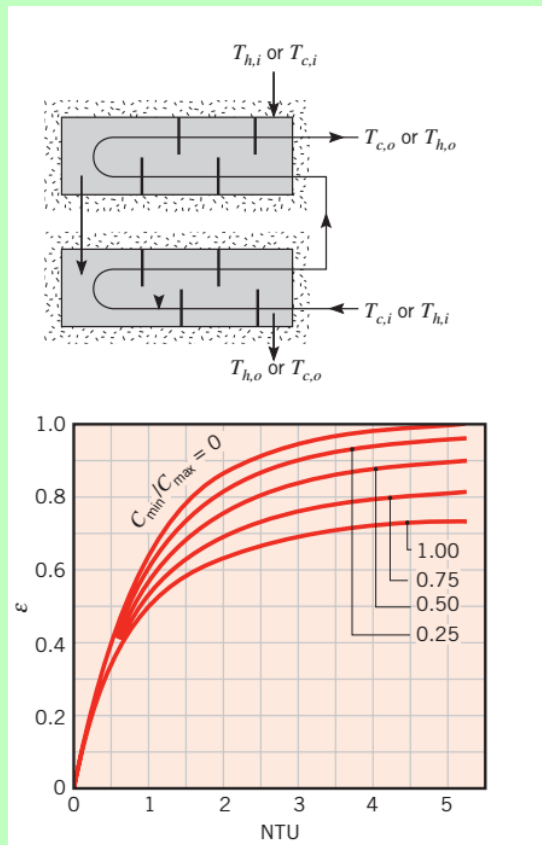 T_{h,i} or T_{c,i}
T_{c,o} or T_{h,o}
T_{c,i} or T_{h,i}
T_{h,o} or T_{c,o}
1.0
0.8
0.6
0.4
0.2
0
ε
C_{min}/C_{max} = 0
1.00
0.75
0.50
0.25
0 1 2 3 4 5
NTU